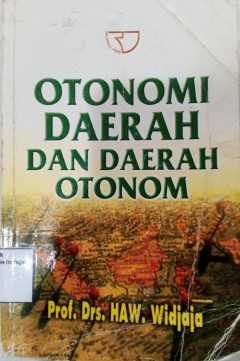 OTONOMI
DAERAH
DAN DAERAH
OTONOM
Prof. Drs. HAW. Widjaja